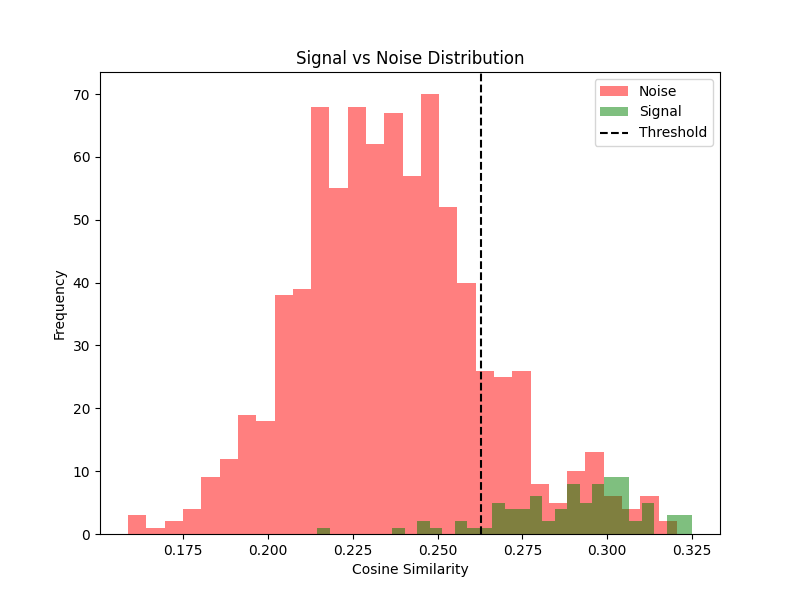 Signal vs Noise Distribution
Noise
Signal
Threshold
Frequency
70
60
50
40
30
20
10
0
0.175
0.200
0.225
0.250
0.275
0.300
0.325
Cosine Similarity